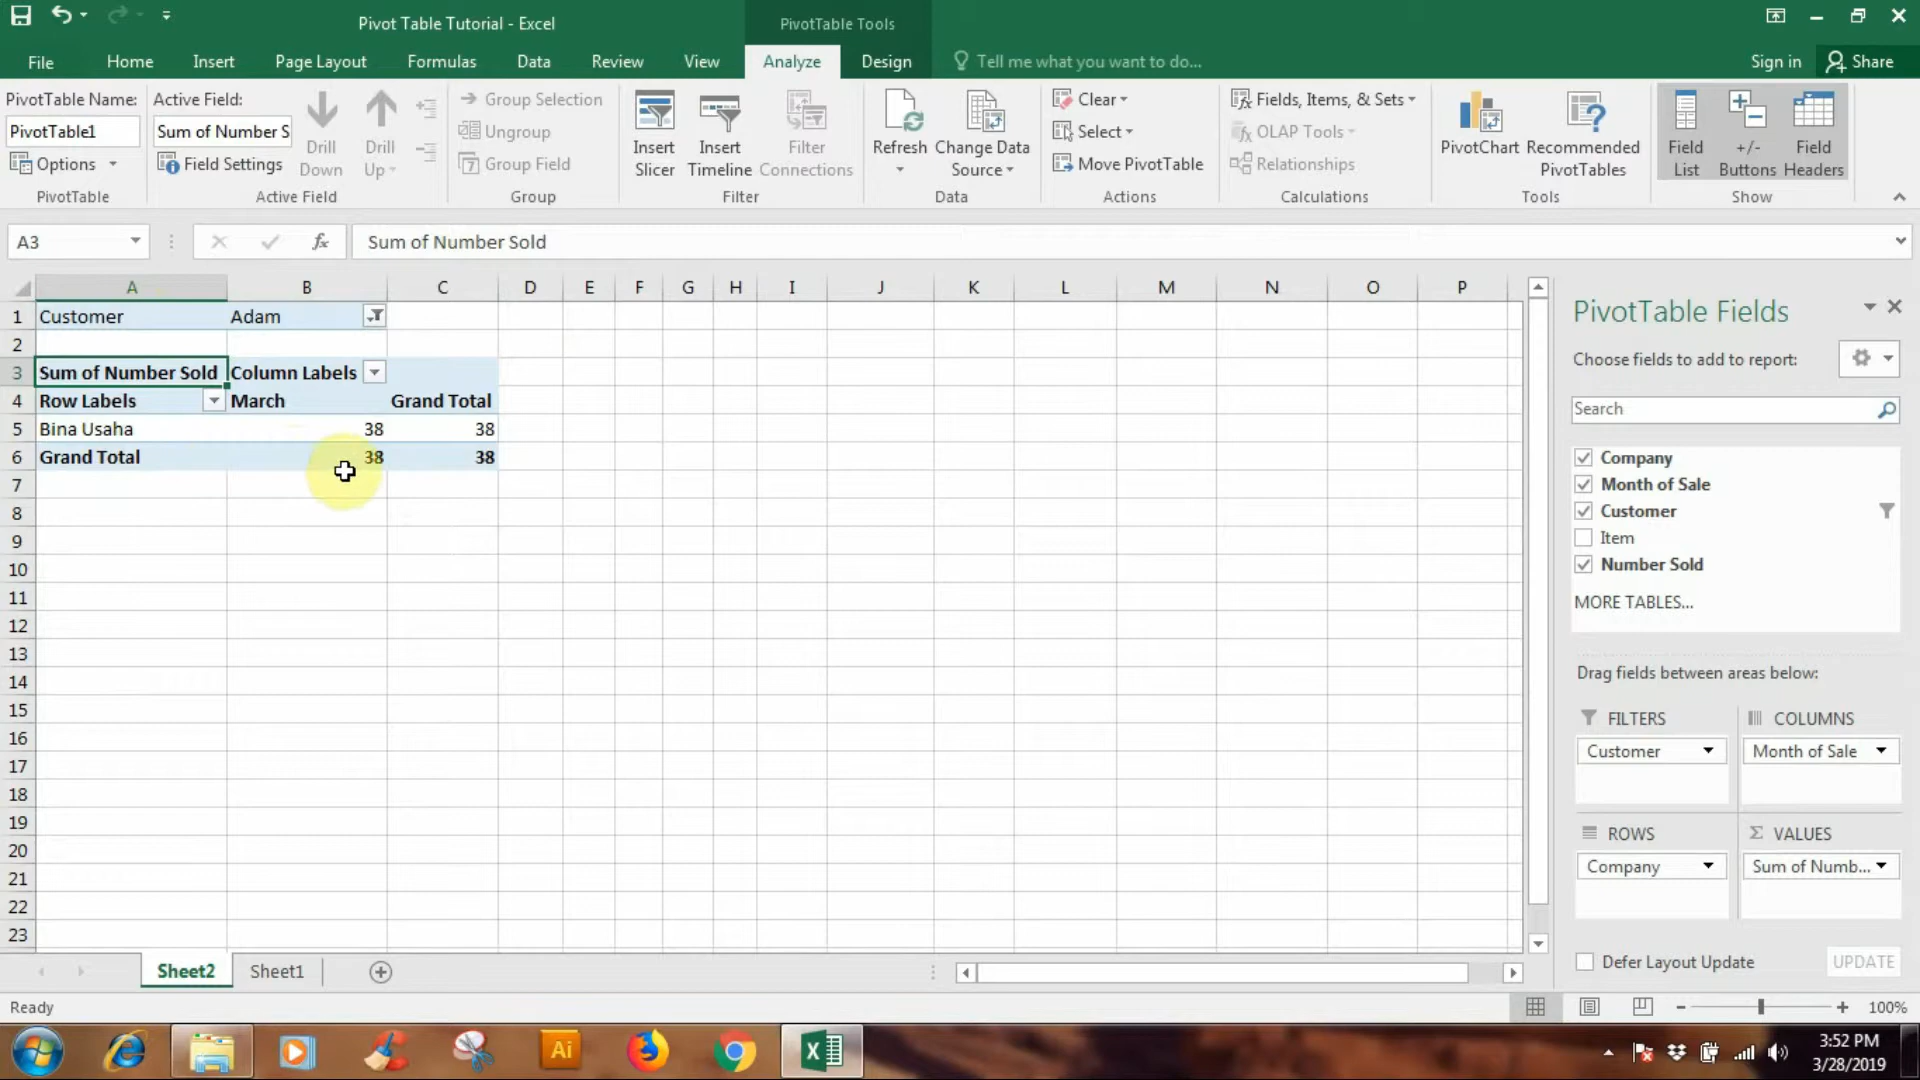 Pivot Table Tutorial - Excel
PivotTable Tools
File Home Insert Page Layout Formulas Data Review View Analyze Design Tell me what you want to do... Sign in Share
PivotTable Name:
PivotTable1
Options
PivotTable
Active Field:
Sum of Number S
Field Settings
Drill Down
Drill Up
Active Field
Group Selection
Ungroup
Group Field
Group
Insert Slicer
Insert Timeline
Filter Connections
Filter
Refresh
Change Data Source
Data
Clear
Select
Move PivotTable
Actions
Fields, Items, & Sets
OLAP Tools
Relationships
Calculations
PivotChart
Recommended PivotTables
Tools
Field List
+/- Buttons
Field Headers
Show
A3
fx
Sum of Number Sold
A B C D E F G H I J K L M N O P
1 Customer Adam
2
3 Sum of Number Sold Column Labels
4 Row Labels March Grand Total
5 Bina Usaha 38 38
6 Grand Total 38 38
7
8
9
10
11
12
13
14
15
16
17
18
19
20
21
22
23
PivotTable Fields
Choose fields to add to report:
Search
Company
Month of Sale
Customer
Item
Number Sold
MORE TABLES...
Drag fields between areas below:
FILTERS
Customer
COLUMNS
Month of Sale
ROWS
Company
Σ VALUES
Sum of Numb...
Defer Layout Update
UPDATE
Sheet2 Sheet1
Ready
100%
Ai
3:52 PM
3/28/2019